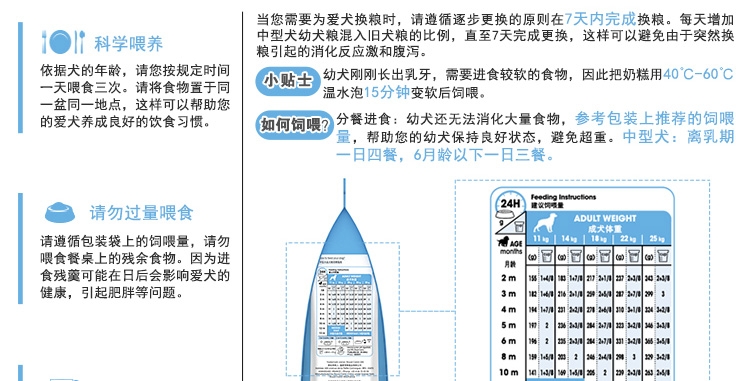 科学喂养
依据犬的年龄，请您按规定时间
一天喂食三次。请将食物置于同
一盆同一地点，这样可以帮助您
的爱犬养成良好的饮食习惯。
请勿过量喂食
请遵循包装袋上的饲喂量，请勿
喂食餐桌上的残余食物。因为进
食残羹可能在日后会影响爱犬的
健康，引起肥胖等问题。
当您需要为爱犬换粮时，请遵循逐步更换的原则在7天内完成换粮。每天增加
中型犬幼犬粮混入旧犬粮的比例，直至7天完成更换，这样可以避免由于突然换
粮引起的消化反应激和腹泻。
小贴士
幼犬刚刚长出乳牙，需要进食较软的食物，因此把奶糕用40℃-60℃
温水泡15分钟变软后饲喂。
如何饲喂?
分餐进食：幼犬还无法消化大量食物，参考包装上推荐的饲喂
量，帮助您的幼犬保持良好状态，避免超重。中型犬：离乳期
一日四餐，6月龄以下一日三餐。
24H
Feeding Instructions
建议饲喂量
g
ADULT WEIGHT
成犬体重
AGE
months
月龄
11 kg 14 kg 18 kg 22 kg 25 kg
(g) (g) (g) (g) (g)
2 m 155 1+4/8 183 1+7/8 217 2+1/8 237 2+3/8 243 2+3/8
3 m 182 1+6/8 216 2+1/8 259 2+5/8 287 2+7/8 299 3
4 m 194 1+7/8 231 2+2/8 278 2+6/8 310 3+1/8 324 3+2/8
5 m 197 2 236 2+3/8 284 2+7/8 323 3+2/8 346 3+3/8
6 m 196 2 235 2+3/8 284 2+7/8 331 3+2/8 365 3+5/8
8 m 159 1+5/8 202 2 246 2+4/8 298 3 329 3+2/8
10 m 141 1+3/8 169 1+5/8 205 2 239 2+3/8 263 2+5/8